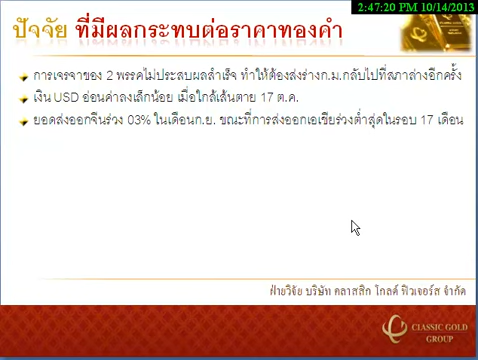 2:47:20 PM 10/14/2013
ปัจจัย ที่มีผลกระทบต่อราคาทองคำ
การเจรจาของ 2 พรรคไม่ประสบผลสำเร็จ ทำให้ต้องส่งร่างก.ม.กลับไปที่สภาล่างอีกครั้ง
เงิน USD อ่อนค่าลงเล็กน้อย เมื่อใกล้เส้นตาย 17 ต.ค.
ยอดส่งออกจีนร่วง 03% ในเดือนก.ย. ขณะที่การส่งออกเอเชียร่วงต่ำสุดในรอบ 17 เดือน
ฝ่ายวิจัย บริษัท คลาสสิก โกลด์ ฟิวเจอร์ส จำกัด
CLASSIC GOLD
GROUP